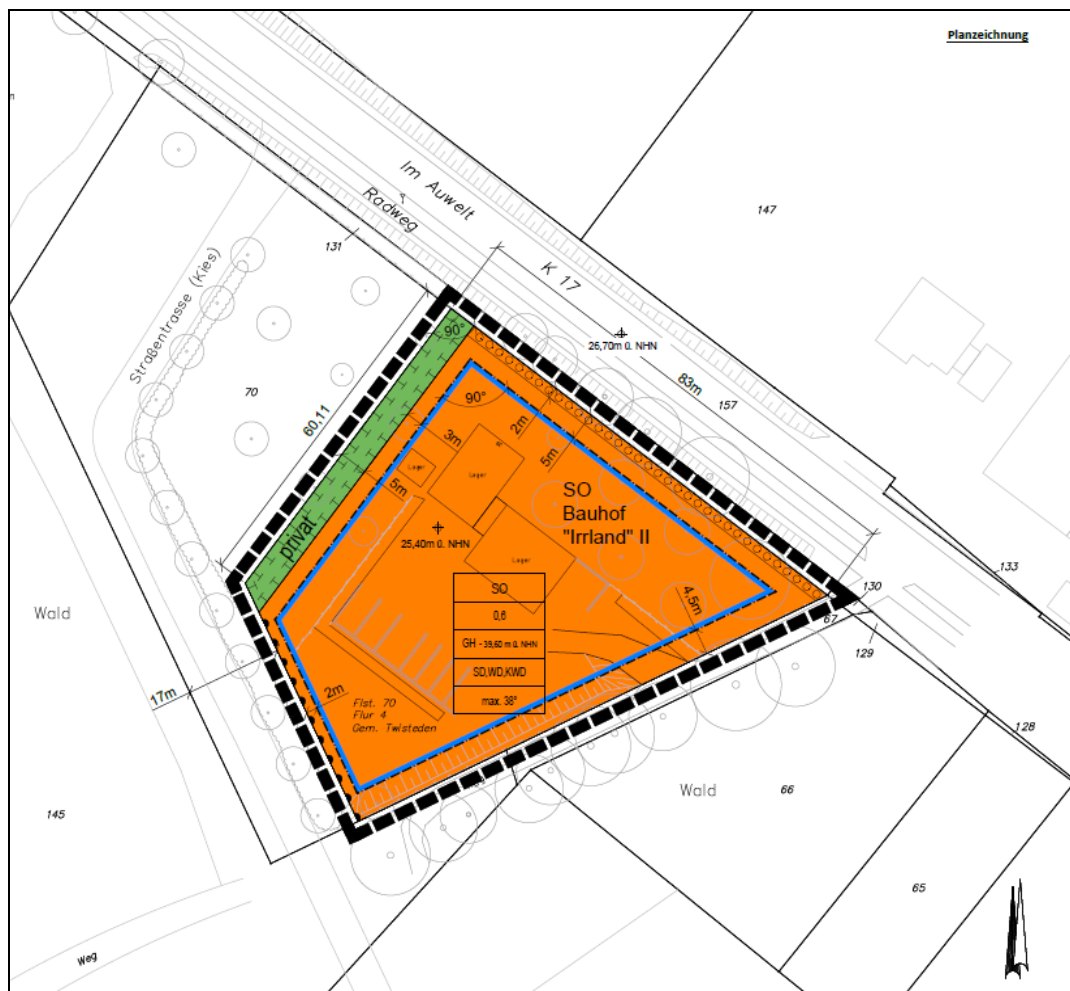 Planzeichnung
Im Auwelt
Radweg
147
131
K 17
Straßentrasse (Kies)
26,70m ü. NHN
83m
157
90°
70
60,11
90°
2m
3m
5m
Lager
Lager
5m
SO
Bauhof
"Irrland" II
privat
25,40m ü. NHN
Lager
133
130
SO
4,5m
67
Wald
0,6
129
GH - 39,60 m ü. NHN
SD,WD,KWD
17m
2m
max. 38°
Flst. 70
Flur 4
Gem. Twisteden
128
Wald
66
145
65
Weg